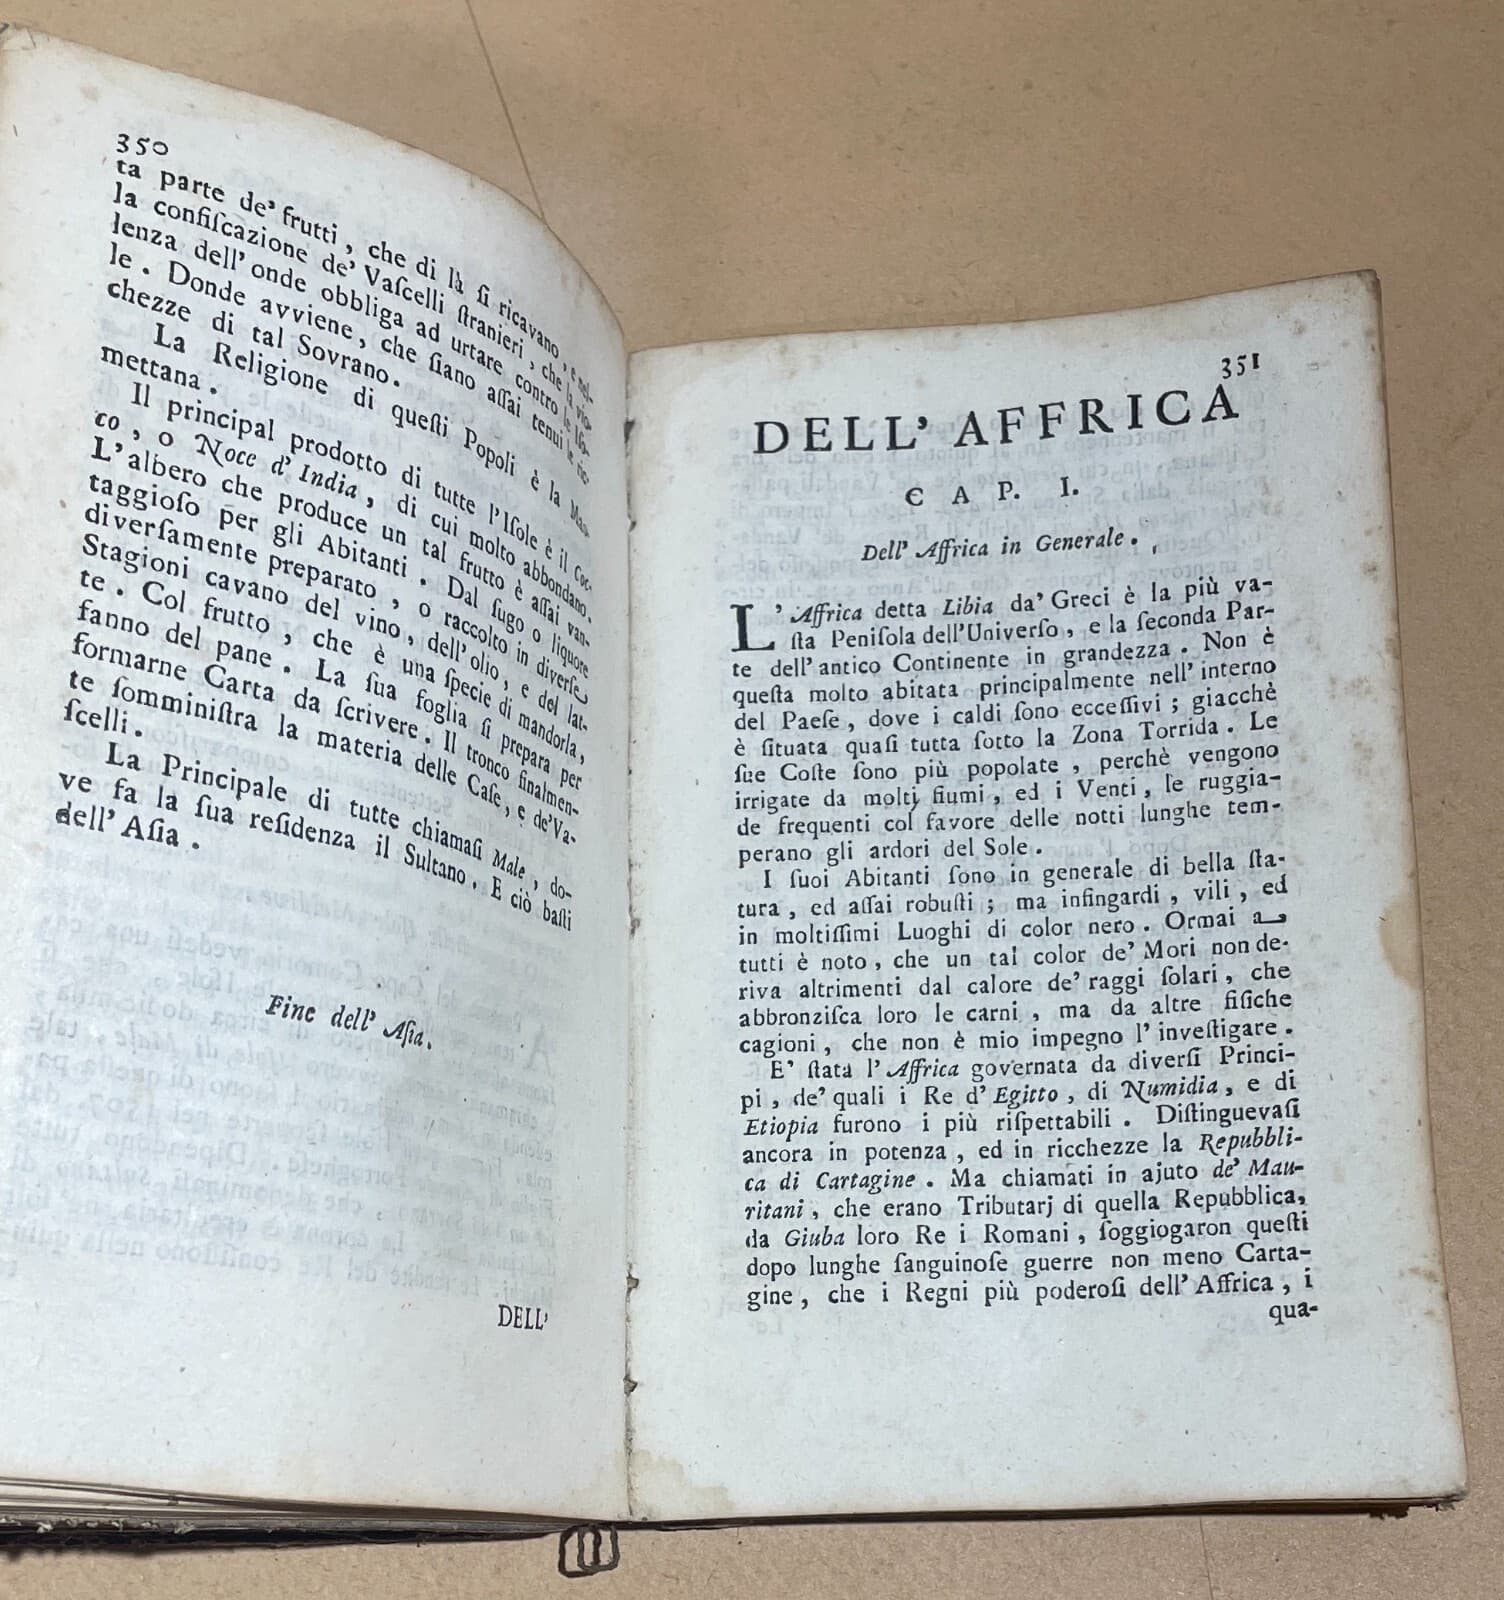 350
ta parte de' frutti, che di là ſi ricavano, e nel-
la confiſcazione de' Vaſcelli ſtranieri, che la vio-
lenza dell' onde obbliga ad urtare contro le Iſo-
le. Donde avviene, che ſiano aſſai tenui le ric-
chezze di tal Sovrano.
La Religione di queſti Popoli è la Mao-
mettana.
Il principal prodotto di tutte l'Iſole è il Coc-
co, o Noce d' India, di cui molto abbondano.
L'albero che produce un tal frutto è aſſai van-
taggioſo per gli Abitanti. Dal ſugo o liquore
diverſamente preparato, o raccolto in diverſe
Stagioni cavano del vino, dell'olio, e del lat-
te. Col frutto, che è una ſpecie di mandorla,
fanno del pane. La ſua foglia ſi prepara per
formarne Carta da ſcrivere. Il tronco finalmen-
te ſomminiſtra la materia delle Caſe, e de'Va-
ſcelli.
La Principale di tutte chiamaſi Male, do-
ve fa la ſua reſidenza il Sultano. E ciò baſti
dell' Aſia.
Fine dell' Aſia.
DELL'
351
DELL' AFFRICA
CAP. I.
Dell' Affrica in Generale.
L' Affrica detta Libia da' Greci è la più va-
ſta Peniſola dell'Univerſo, e la ſeconda Par-
te dell'antico Continente in grandezza. Non è
queſta molto abitata principalmente nell' interno
del Paeſe, dove i caldi ſono ecceſſivi; giacchè
è ſituata quaſi tutta ſotto la Zona Torrida. Le
ſue Coſte ſono più popolate, perchè vengono
irrigate da molti fiumi, ed i Venti, le ruggia-
de frequenti col favore delle notti lunghe tem-
perano gli ardori del Sole.
I ſuoi Abitanti ſono in generale di bella ſta-
tura, ed aſſai robuſti; ma infingardi, vili, ed
in moltiſſimi Luoghi di color nero. Ormai a
tutti è noto, che un tal color de' Mori non de-
riva altrimenti dal calore de' raggi ſolari, che
abbronziſca loro le carni, ma da altre fiſiche
cagioni, che non è mio impegno l' inveſtigare.
E' ſtata l' Affrica governata da diverſi Princi-
pi, de' quali i Re d' Egitto, di Numidia, e di
Etiopia furono i più riſpettabili. Diſtinguevaſi
ancora in potenza, ed in ricchezze la Repubbli-
ca di Cartagine. Ma chiamati in ajuto de' Mau-
ritani, che erano Tributarj di quella Repubblica,
da Giuba loro Re i Romani, ſoggiogaron queſti
dopo lunghe ſanguinoſe guerre non meno Carta-
gine, che i Regni più poderoſi dell' Affrica, i
qua-